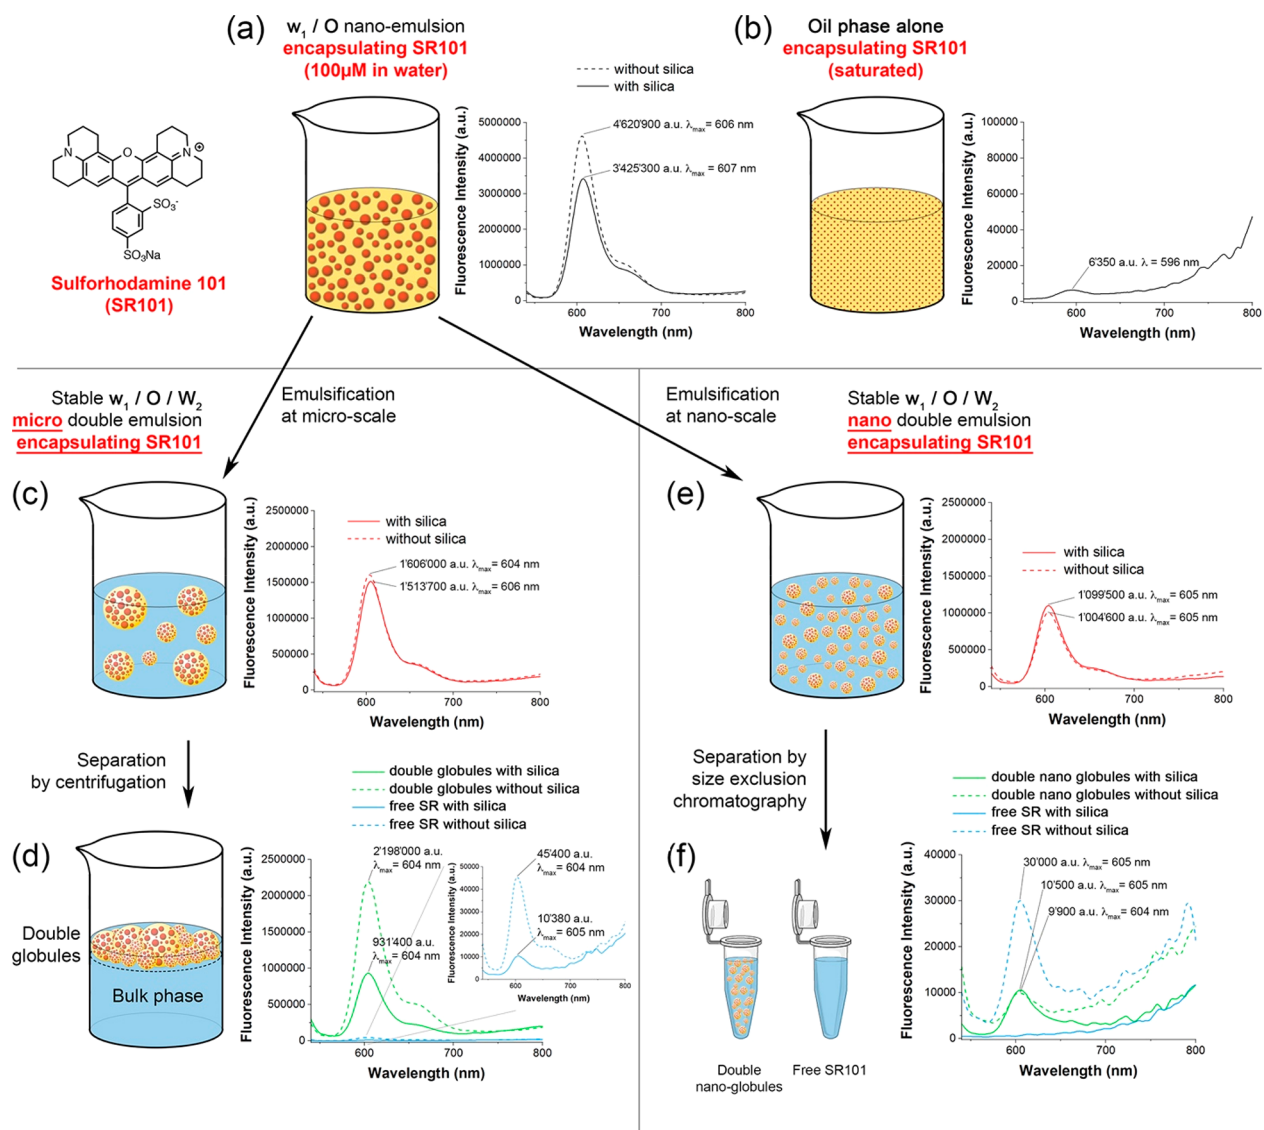 (a)
w1 / O nano-emulsion
encapsulating SR101
(100µM in water)
without silica
with silica
Fluorescence Intensity (a.u.)
5000000
4000000
3000000
2000000
1000000
0
4'620'900 a.u. λmax= 606 nm
3'425'300 a.u. λmax= 607 nm
600
700
800
Wavelength (nm)
(b)
Oil phase alone
encapsulating SR101
(saturated)
Fluorescence Intensity (a.u.)
100000
80000
60000
40000
20000
0
6'350 a.u. λ = 596 nm
600
700
800
Wavelength (nm)
N
O
N
⊕
SO3-
SO3Na
Sulforhodamine 101
(SR101)
Stable w1 / O / W2
micro double emulsion
encapsulating SR101
Emulsification
at micro-scale
Emulsification
at nano-scale
Stable w1 / O / W2
nano double emulsion
encapsulating SR101
(c)
Fluorescence Intensity (a.u.)
2500000
2000000
1500000
1000000
500000
0
with silica
without silica
1'606'000 a.u. λmax= 604 nm
1'513'700 a.u. λmax= 606 nm
600
700
800
Wavelength (nm)
(e)
Fluorescence Intensity (a.u.)
2500000
2000000
1500000
1000000
500000
0
with silica
without silica
1'099'500 a.u. λmax= 605 nm
1'004'600 a.u. λmax= 605 nm
600
700
800
Wavelength (nm)
Separation
by centrifugation
Separation by
size exclusion
chromatography
(d)
Double
globules
Bulk phase
double globules with silica
double globules without silica
free SR with silica
free SR without silica
Fluorescence Intensity (a.u.)
2500000
2000000
1500000
1000000
500000
0
2'198'000 a.u.
λmax= 604 nm
931'400 a.u.
λmax= 604 nm
600
700
800
Wavelength (nm)
Fluorescence Intensity (a.u.)
50000
40000
30000
20000
10000
0
45'400 a.u.
λmax= 604 nm
10'380 a.u.
λmax= 605 nm
600
700
800
Wavelength (nm)
(f)
Double
nano-globules
Free SR101
double nano globules with silica
double nano globules without silica
free SR with silica
free SR without silica
Fluorescence Intensity (a.u.)
40000
30000
20000
10000
0
30'000 a.u. λmax= 605 nm
10'500 a.u. λmax= 605 nm
9'900 a.u. λmax= 604 nm
600
700
800
Wavelength (nm)